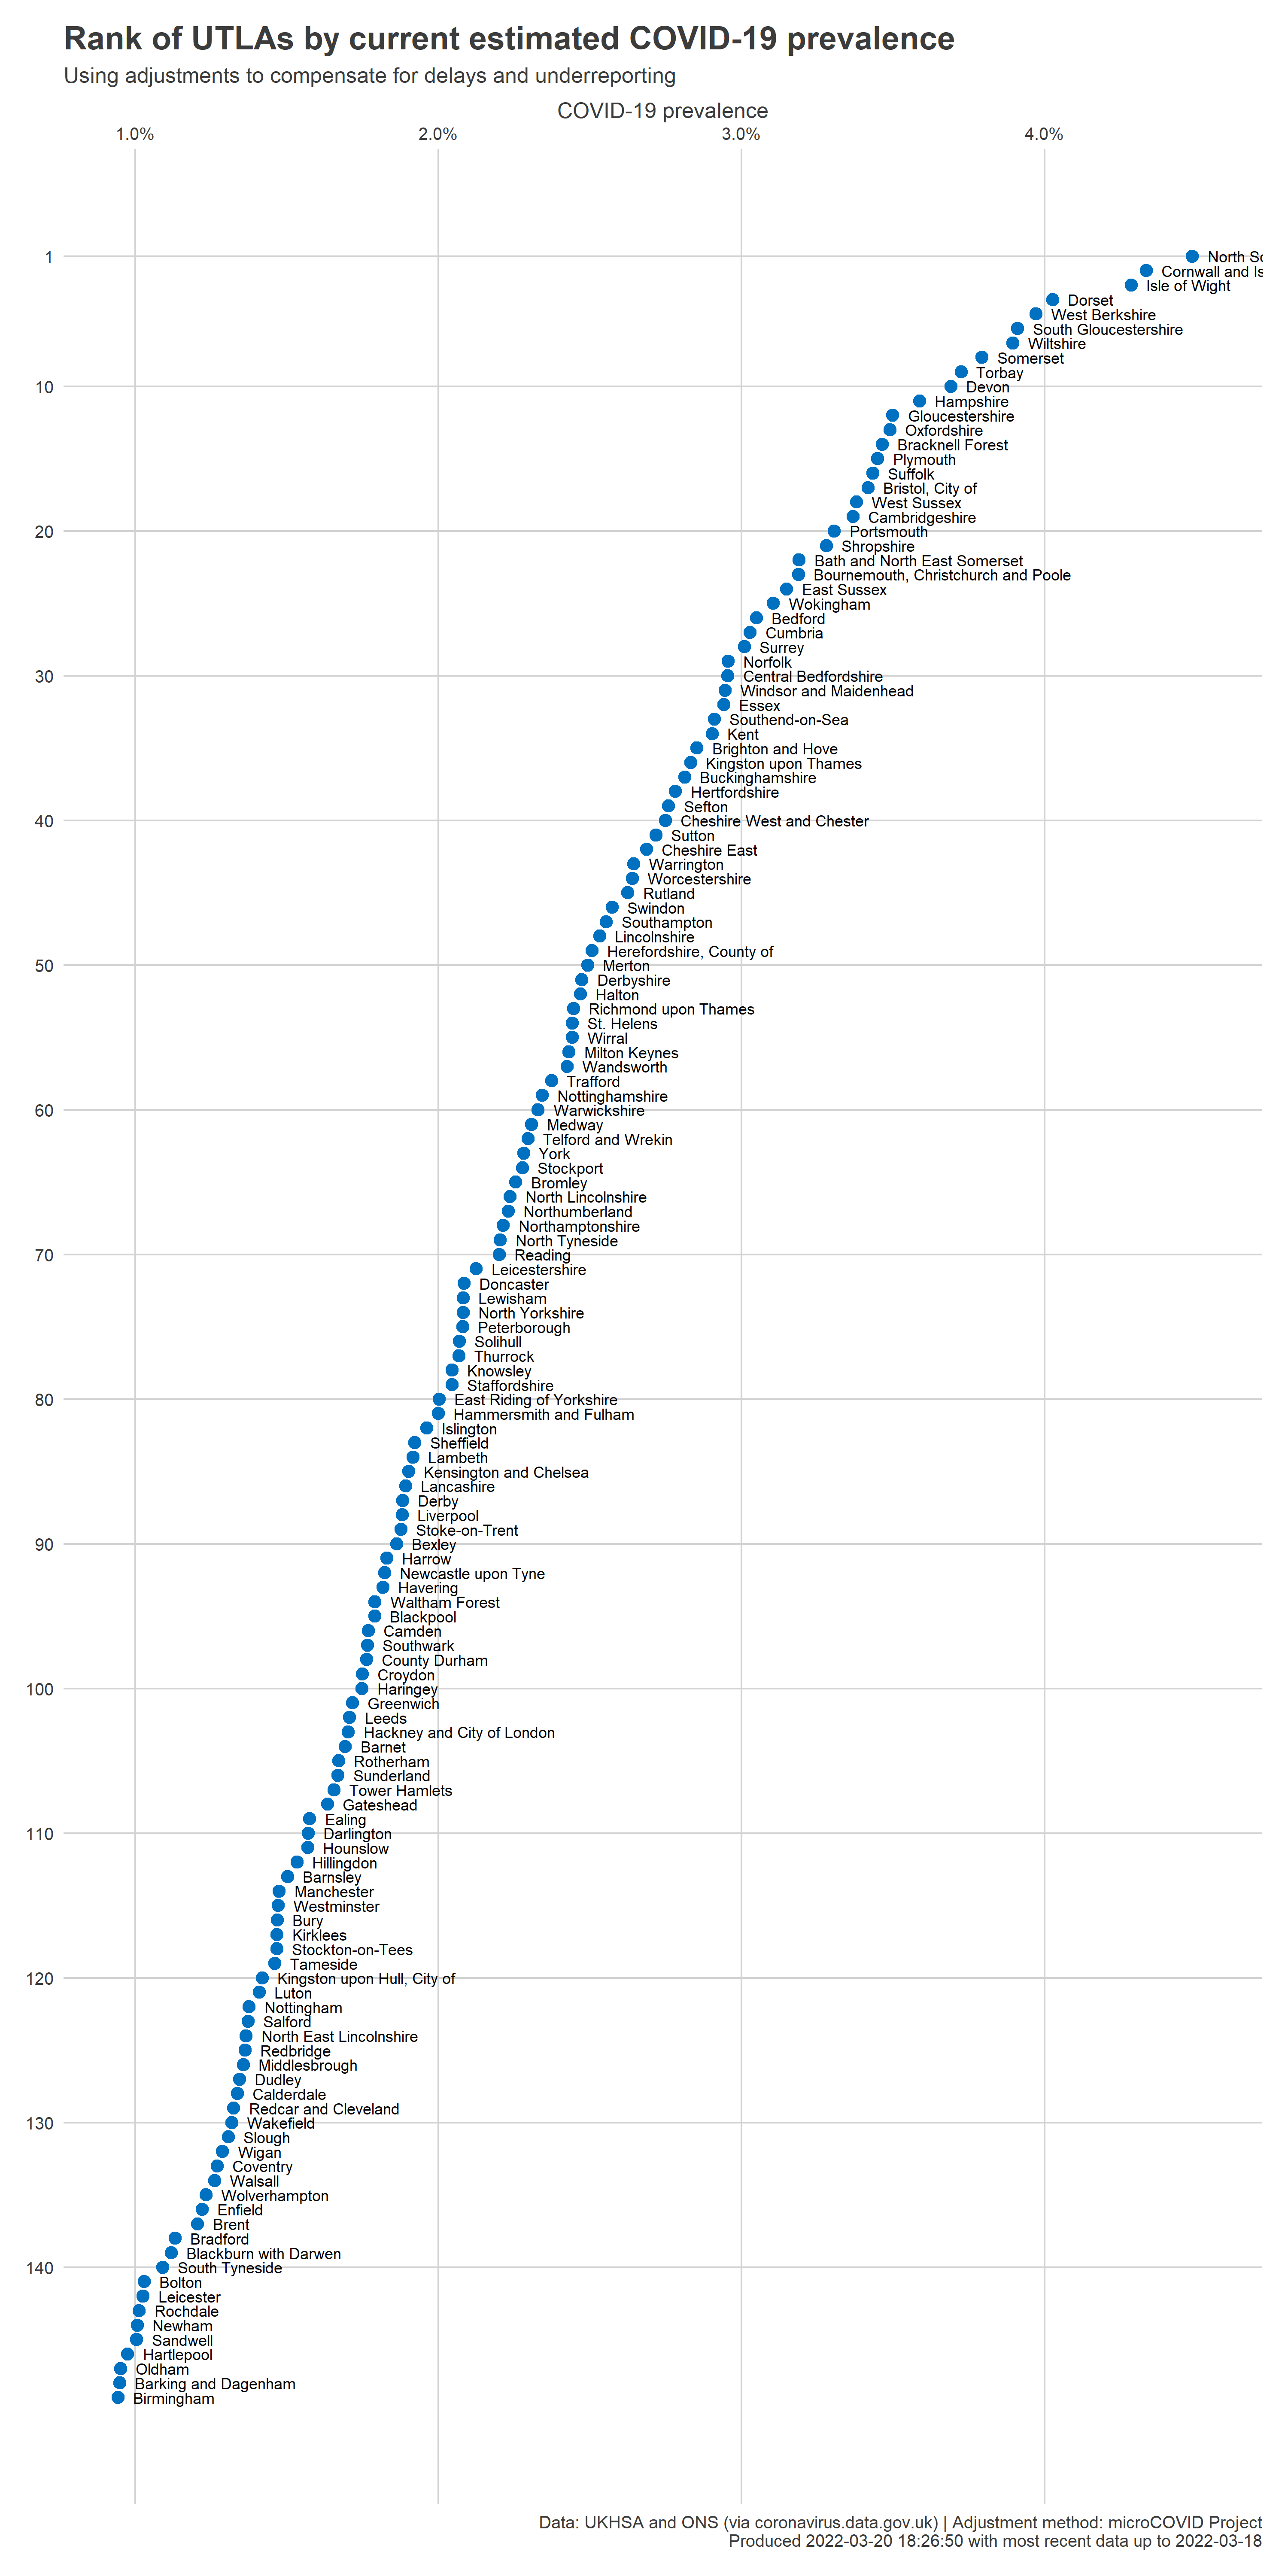 Rank of UTLAs by current estimated COVID-19 prevalence
Using adjustments to compensate for delays and underreporting
COVID-19 prevalence
1.0% 2.0% 3.0% 4.0%
1 North
Cornwall and
Isle of Wight
Dorset
West Berkshire
South Gloucestershire
Wiltshire
Somerset
Torbay
10 Devon
Hampshire
Gloucestershire
Oxfordshire
Bracknell Forest
Plymouth
Suffolk
Bristol, City of
West Sussex
Cambridgeshire
20 Portsmouth
Shropshire
Bath and North East Somerset
Bournemouth, Christchurch and Poole
East Sussex
Wokingham
Bedford
Cumbria
Surrey
Norfolk
30 Central Bedfordshire
Windsor and Maidenhead
Essex
Southend-on-Sea
Kent
Brighton and Hove
Kingston upon Thames
Buckinghamshire
Hertfordshire
Sefton
40 Cheshire West and Chester
Sutton
Cheshire East
Warrington
Worcestershire
Rutland
Swindon
Southampton
Lincolnshire
Herefordshire, County of
50 Merton
Derbyshire
Halton
Richmond upon Thames
St. Helens
Wirral
Milton Keynes
Wandsworth
Trafford
Nottinghamshire
60 Warwickshire
Medway
Telford and Wrekin
York
Stockport
Bromley
North Lincolnshire
Northumberland
Northamptonshire
North Tyneside
70 Reading
Leicestershire
Doncaster
Lewisham
North Yorkshire
Peterborough
Solihull
Thurrock
Knowsley
Staffordshire
80 East Riding of Yorkshire
Hammersmith and Fulham
Islington
Sheffield
Lambeth
Kensington and Chelsea
Lancashire
Derby
Liverpool
Stoke-on-Trent
90 Bexley
Harrow
Newcastle upon Tyne
Havering
Waltham Forest
Blackpool
Camden
Southwark
County Durham
Croydon
100 Haringey
Greenwich
Leeds
Hackney and City of London
Barnet
Rotherham
Sunderland
Tower Hamlets
Gateshead
Ealing
110 Darlington
Hounslow
Hillingdon
Barnsley
Manchester
Westminster
Bury
Kirklees
Stockton-on-Tees
Tameside
120 Kingston upon Hull, City of
Luton
Nottingham
Salford
North East Lincolnshire
Redbridge
Middlesbrough
Dudley
Calderdale
Redcar and Cleveland
130 Wakefield
Slough
Wigan
Coventry
Walsall
Wolverhampton
Enfield
Brent
Bradford
Blackburn with Darwen
140 South Tyneside
Bolton
Leicester
Rochdale
Newham
Sandwell
Hartlepool
Oldham
Barking and Dagenham
Birmingham
Data: UKHSA and ONS (via coronavirus.data.gov.uk) | Adjustment method: microCOVID Project
Produced 2022-03-20 18:26:50 with most recent data up to 2022-03-18